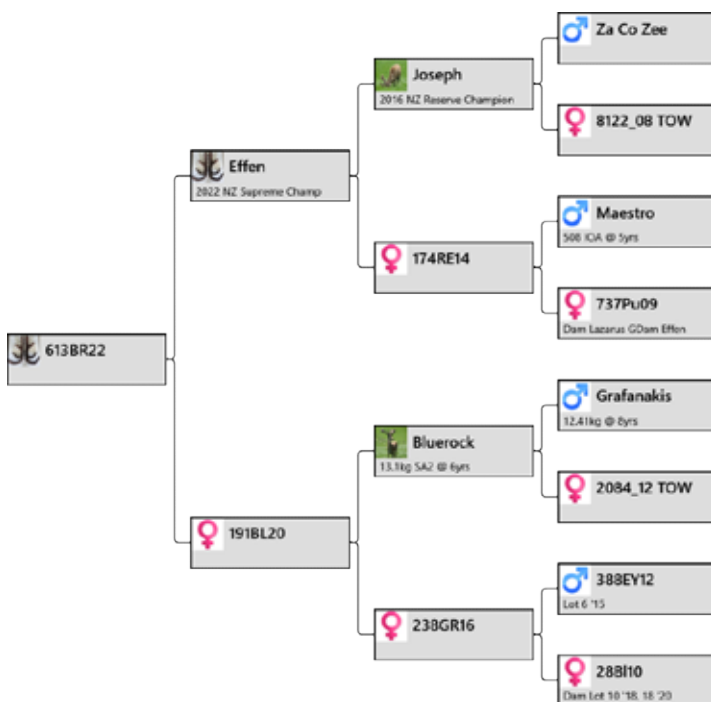 Za Co Zee
Joseph
2016 NZ Reserve Champion
8122_08 TOW
Effen
2022 NZ Supreme Champ
Maestro
508 IOA @ 5yrs
174RE14
737Pu09
Dam Lazarus GDam Effen
613BR22
Grafanakis
12.41kg @ 8yrs
Bluerock
13.1kg SA2 @ 6yrs
2084_12 TOW
191BL20
388EY12
Lot 6 '15
238GR16
28Bl10
Dam Lot 10 '18, 18 '20